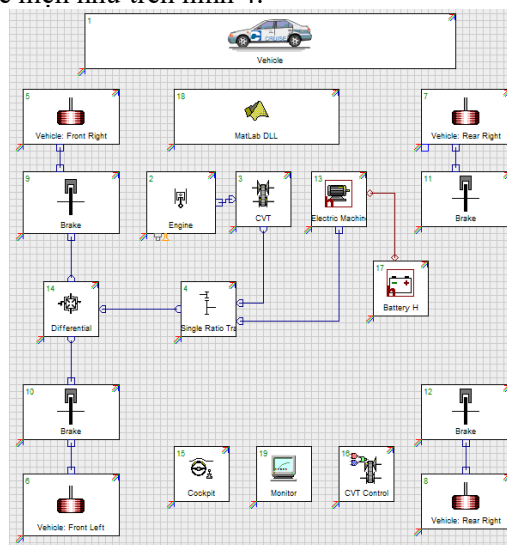 1
CRUISE
Vehicle
5
Vehicle: Front Right
18
MatLab DLL
7
Vehicle: Rear Right
9
Brake
2
Engine
3
CVT
13
Electric Machin
11
Brake
14
Differential
4
Single Ratio Tra
17
Battery H
10
Brake
12
Brake
6
Vehicle: Front Left
15
Cockpit
19
Monitor
16
CVT Control
8
Vehicle: Rear Right